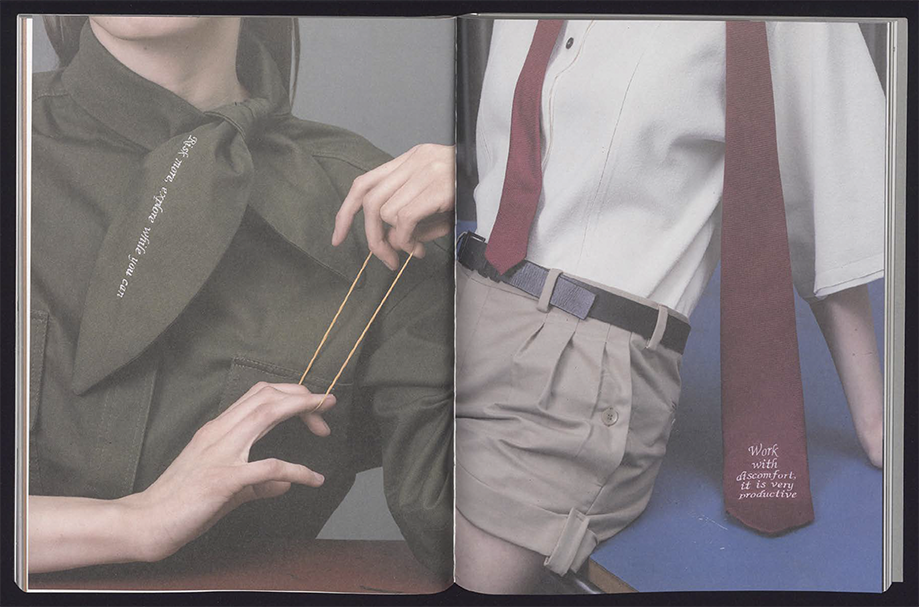 Risk more, explore while you can
Work
with
discomfort,
it is very
productive